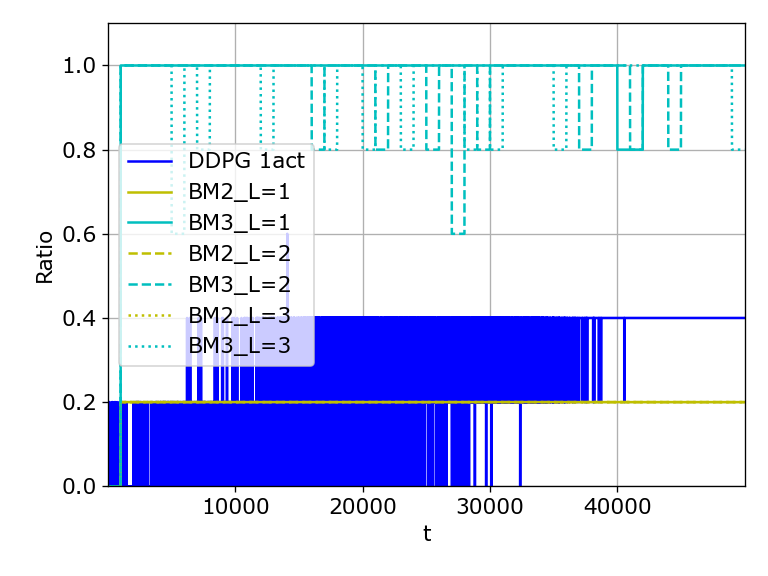 1.0
0.8
0.6
0.4
0.2
0.0
Ratio
DDPG 1act
BM2_L=1
BM3_L=1
BM2_L=2
BM3_L=2
BM2_L=3
BM3_L=3
10000 20000 30000 40000
t